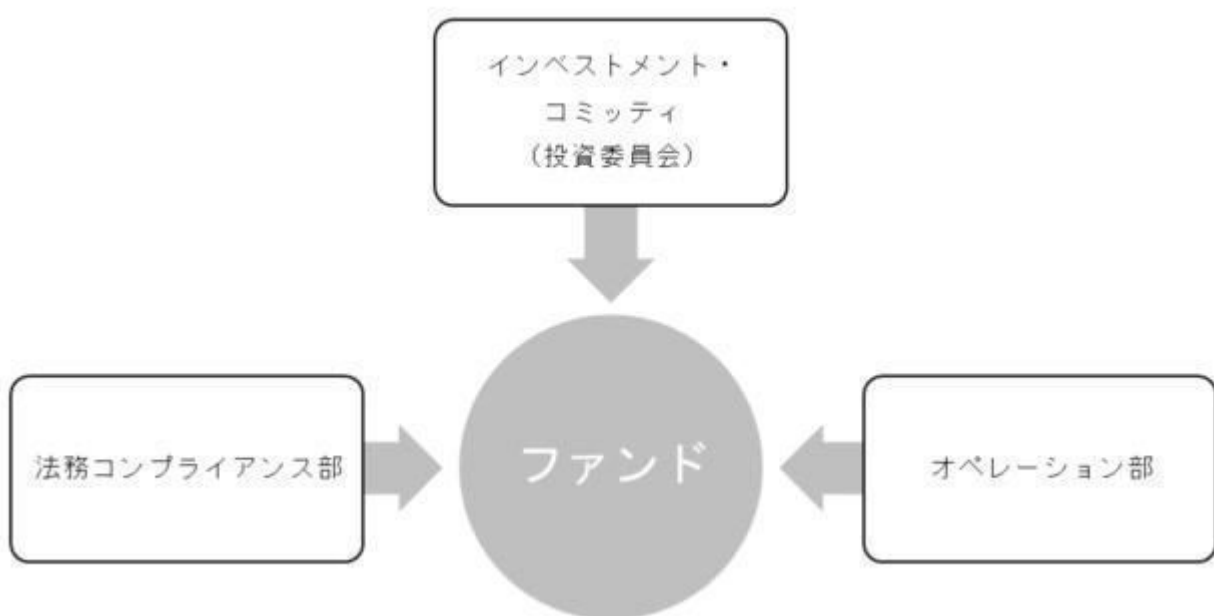 インベストメント・
コミッティ
(投資委員会)
法務コンプライアンス部
ファンド
オペレーション部